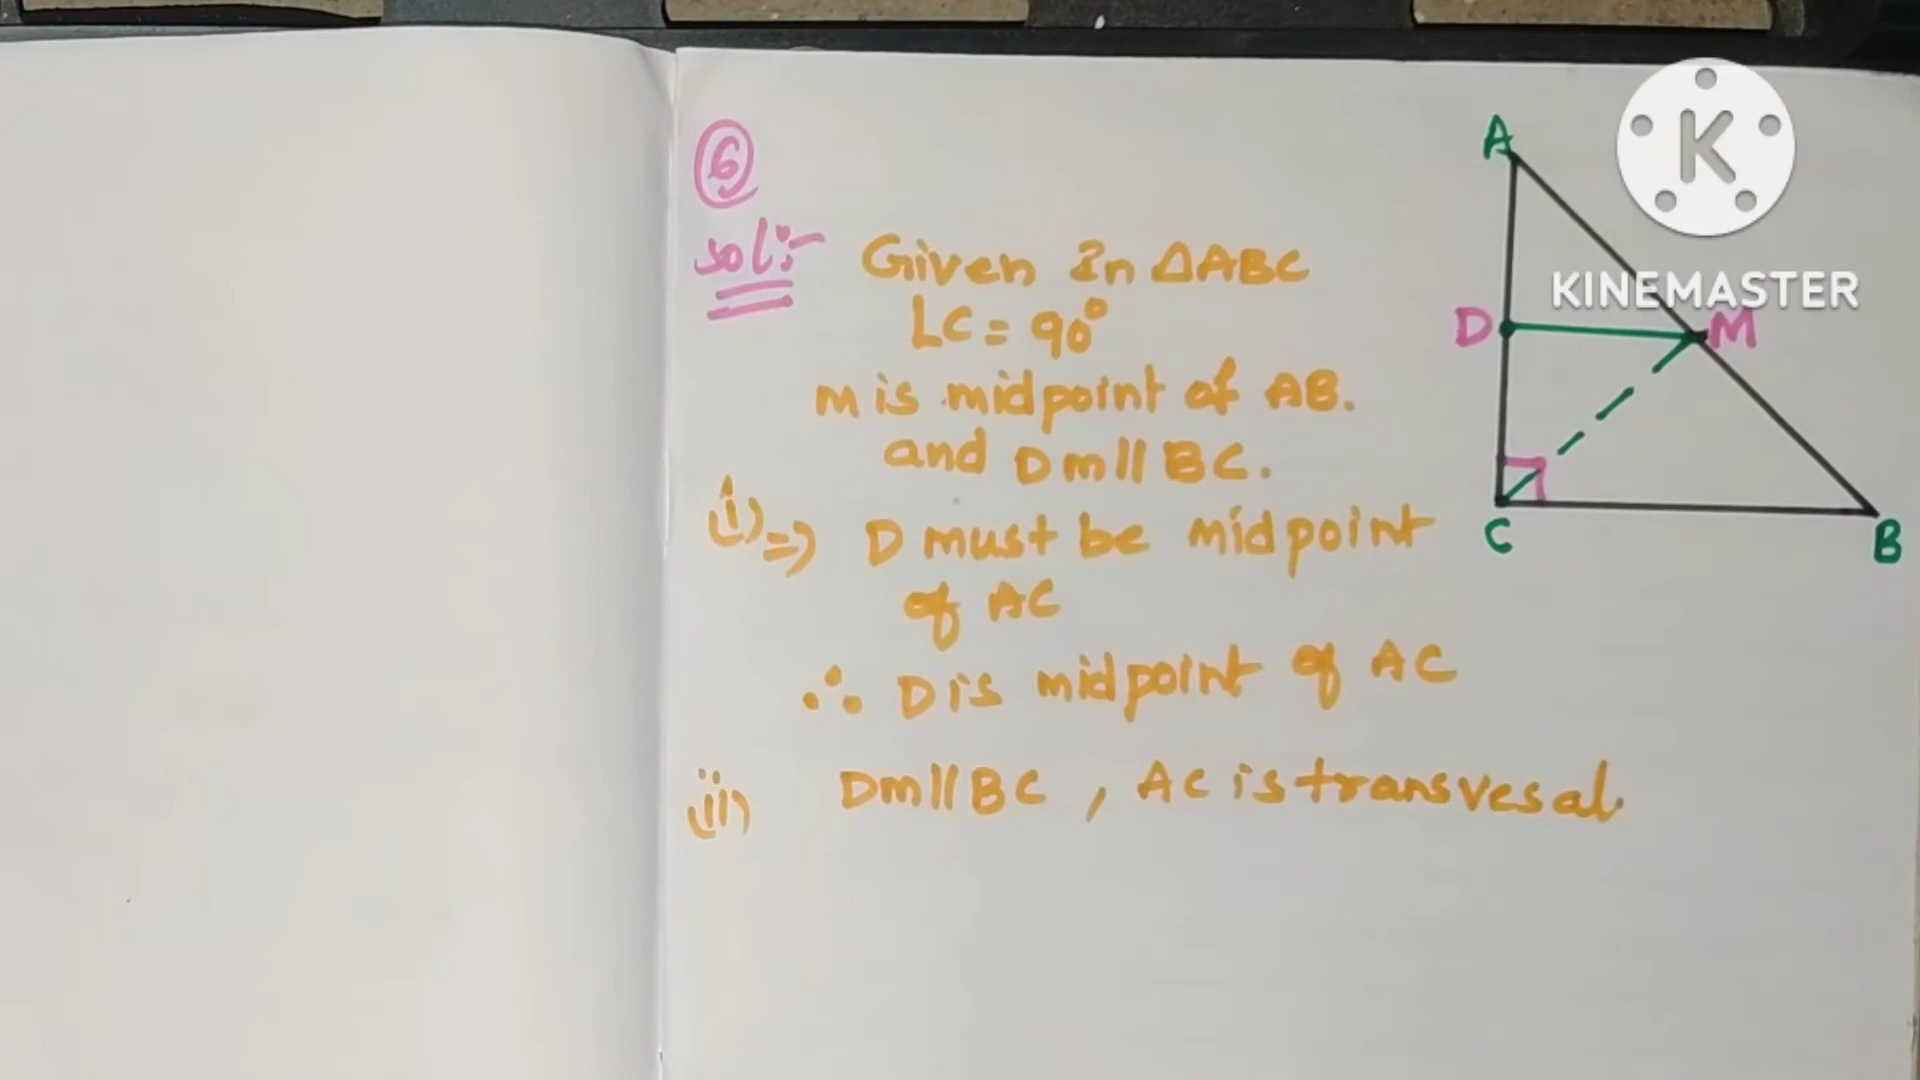 6
Sol:-
Given In ΔABC
∟C = 90°
M is midpoint of AB.
and DM || BC.
(i) ⇒ D must be midpoint
of AC
∴ D is midpoint of AC
(ii) DM || BC, AC is transvesal.
A
K
KINEMASTER
D
M
C
B